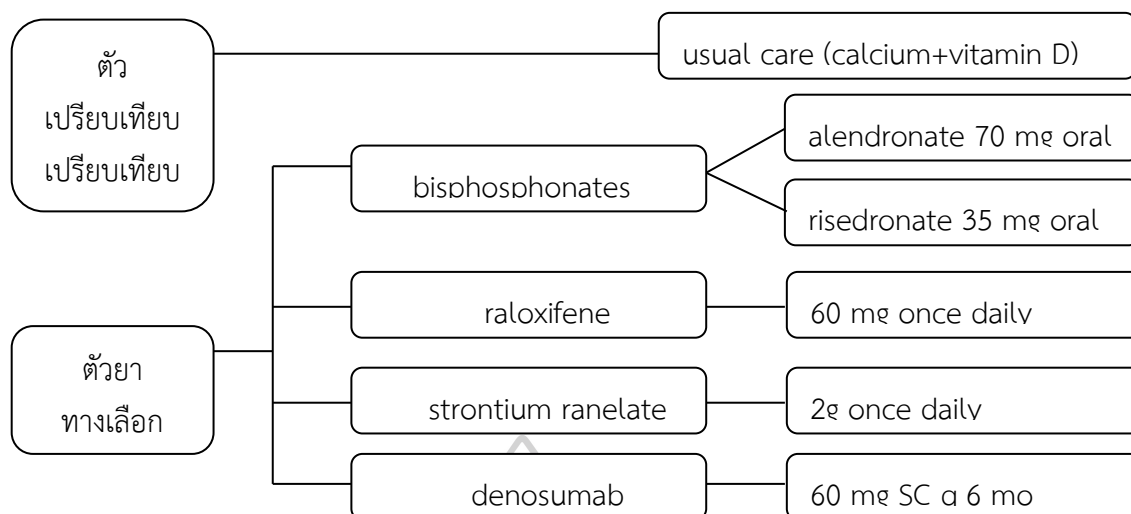 ตัว
เปรียบเทียบ
เปรียบเทียบ
usual care (calcium+vitamin D)
bisphosphonates
alendronate 70 mg oral
risedronate 35 mg oral
ตัวยา
ทางเลือก
raloxifene
60 mg once daily
strontium ranelate
2g once daily
denosumab
60 mg SC q 6 mo